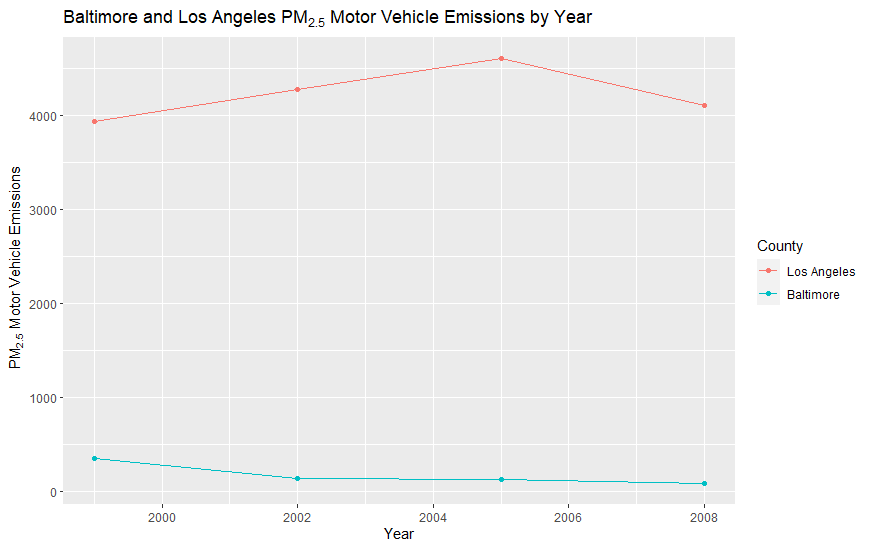 Baltimore and Los Angeles PM2.5 Motor Vehicle Emissions by Year
PM2.5 Motor Vehicle Emissions
4000
3000
2000
1000
0
2000 2002 2004 2006 2008
Year
County
Los Angeles
Baltimore